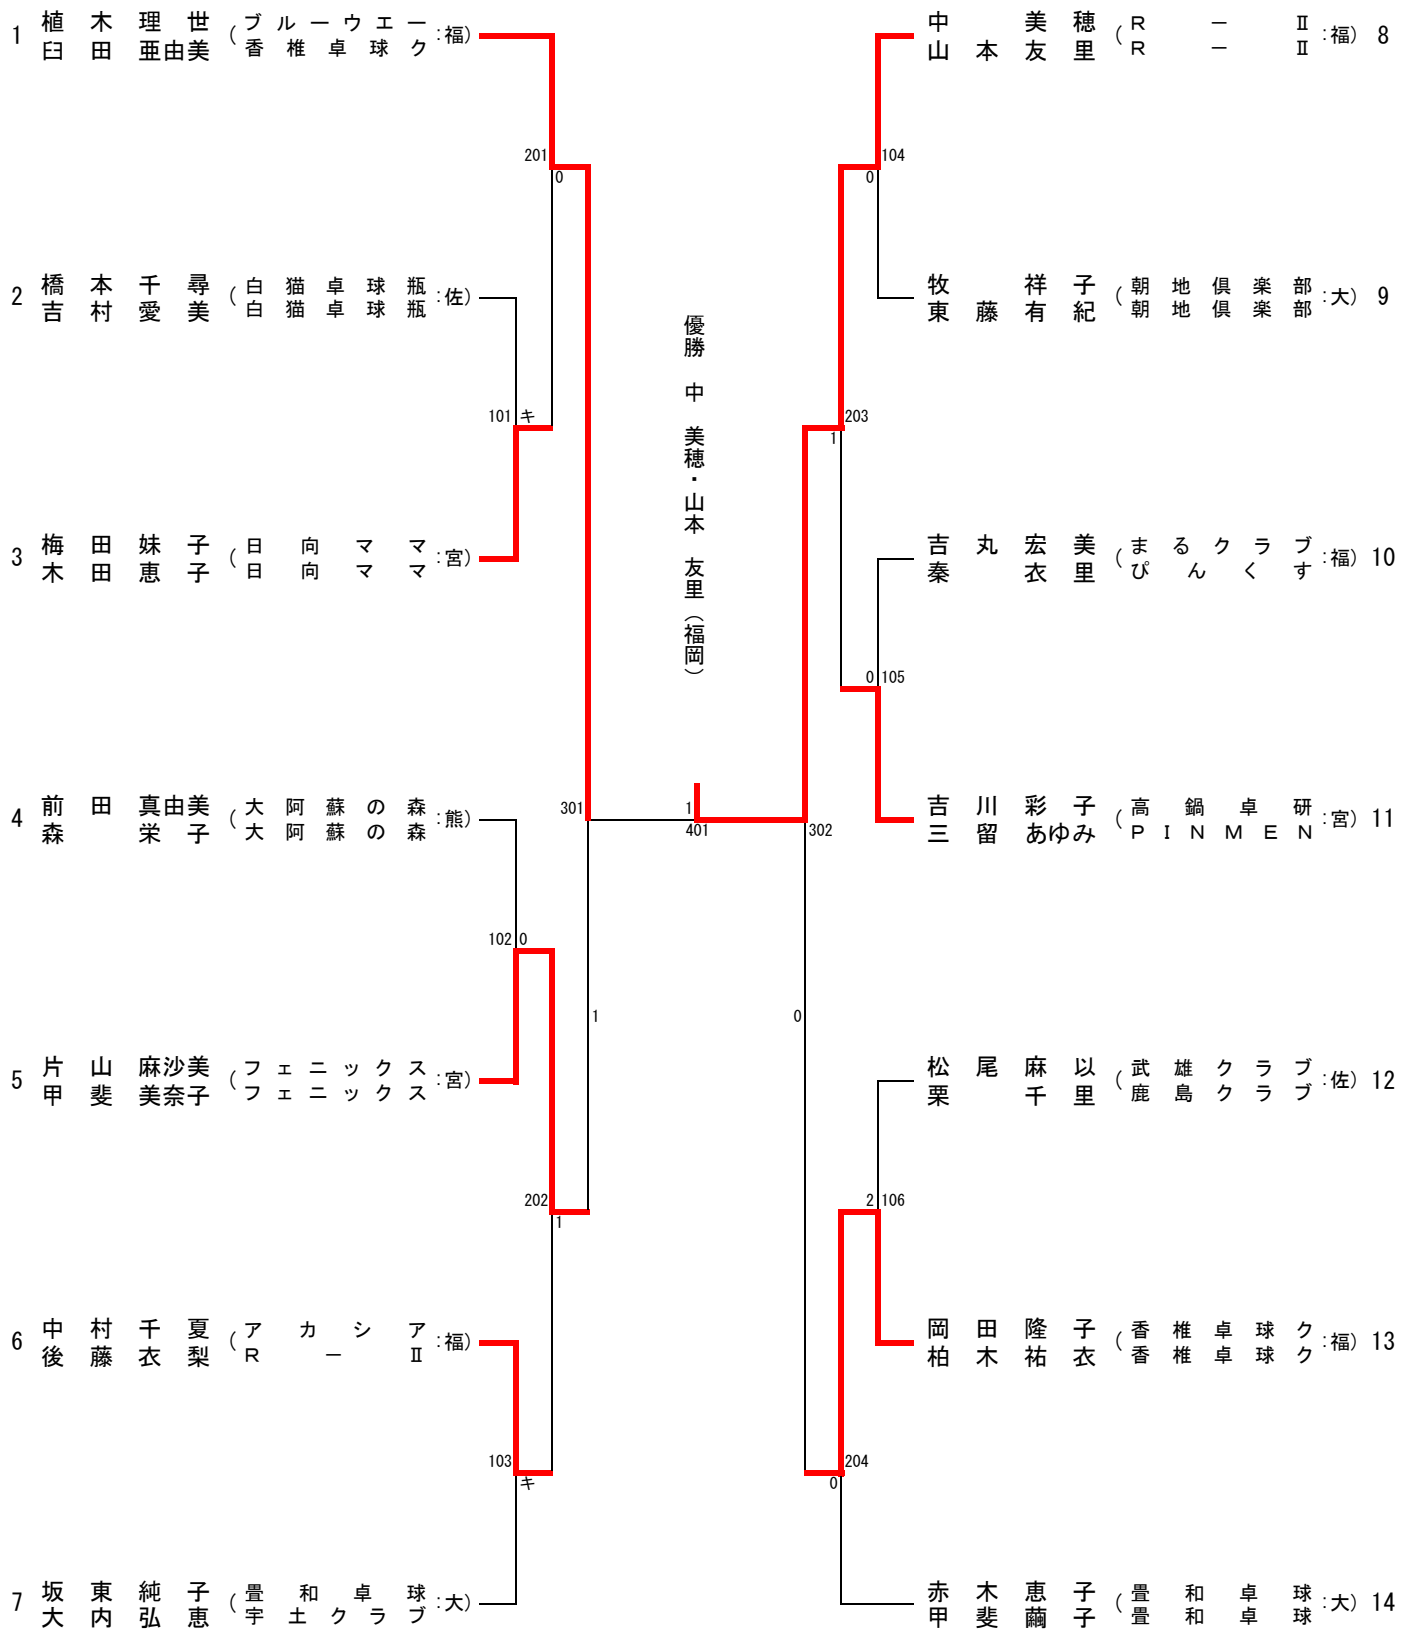 1 植木理世 (ブルーウエー :福)
臼田亜由美 (香椎卓球ク
2 橋本千尋 (白猫卓球瓶 :佐)
吉村愛美 (白猫卓球瓶
3 梅田妹子 (日向ママ :宮)
木田恵子 (日向ママ
4 前田真由美 (大阿蘇の森 :熊)
森栄子 (大阿蘇の森
5 片山麻沙美 (フェニックス :宮)
甲斐美奈子 (フェニックス
6 中村千夏 (アカシア :福)
後藤衣梨 (R－Ⅱ
7 坂東純子 (畳和卓球 :大)
大内弘恵 (宇土クラブ
201
0
101 キ
301
102 0
1
202
1
103
キ
優勝 中 美穂・山本 友里(福岡)
1
401
302
0
104
0
203
1
0 105
2 106
204
0
中美穂 (R－Ⅱ :福) 8
山本友里 (R－Ⅱ
牧祥子 (朝地倶楽部 :大) 9
東藤有紀 (朝地倶楽部
吉丸宏美 (まるクラブ :福) 10
秦衣里 (ぴんくす
吉川彩子 (高鍋卓研 :宮) 11
三留あゆみ (PINMEN
松尾麻以 (武雄クラブ :佐) 12
栗千里 (鹿島クラブ
岡田隆子 (香椎卓球ク :福) 13
柏木祐衣 (香椎卓球ク
赤木恵子 (畳和卓球 :大) 14
甲斐繭子 (畳和卓球